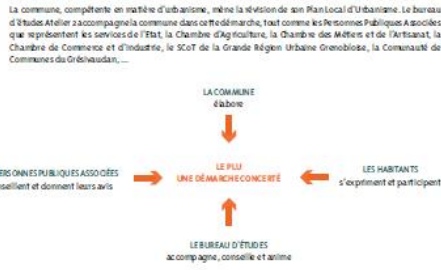 La commune, compétente en matière d'urbanisme, mène la révision de son Plan Local d'Urbanisme. Le bureau
d'études Atelier 2 accompagne la commune dans cette démarche, tout comme les Personnes Publiques Associées
que représentent les services de l'Etat, la Chambre d'Agriculture, la Chambre des Métiers et de l'Artisanat, la
Chambre de Commerce et d'Industrie, le SCoT de la Grande Région Urbaine Grenobloise, la Comunauté de
Communes du Grésivaudan, ...
LA COMMUNE
élabore
ERSONNES PUBLIQUES ASSOCIÉES
seillent et donnent leurs avis
LE PLU
UNE DÉMARCHE CONCERTÉ
LES HABITANTS
s'expriment et participent
LE BUREAU D'ÉTUDES
accompagne, conseille et anime